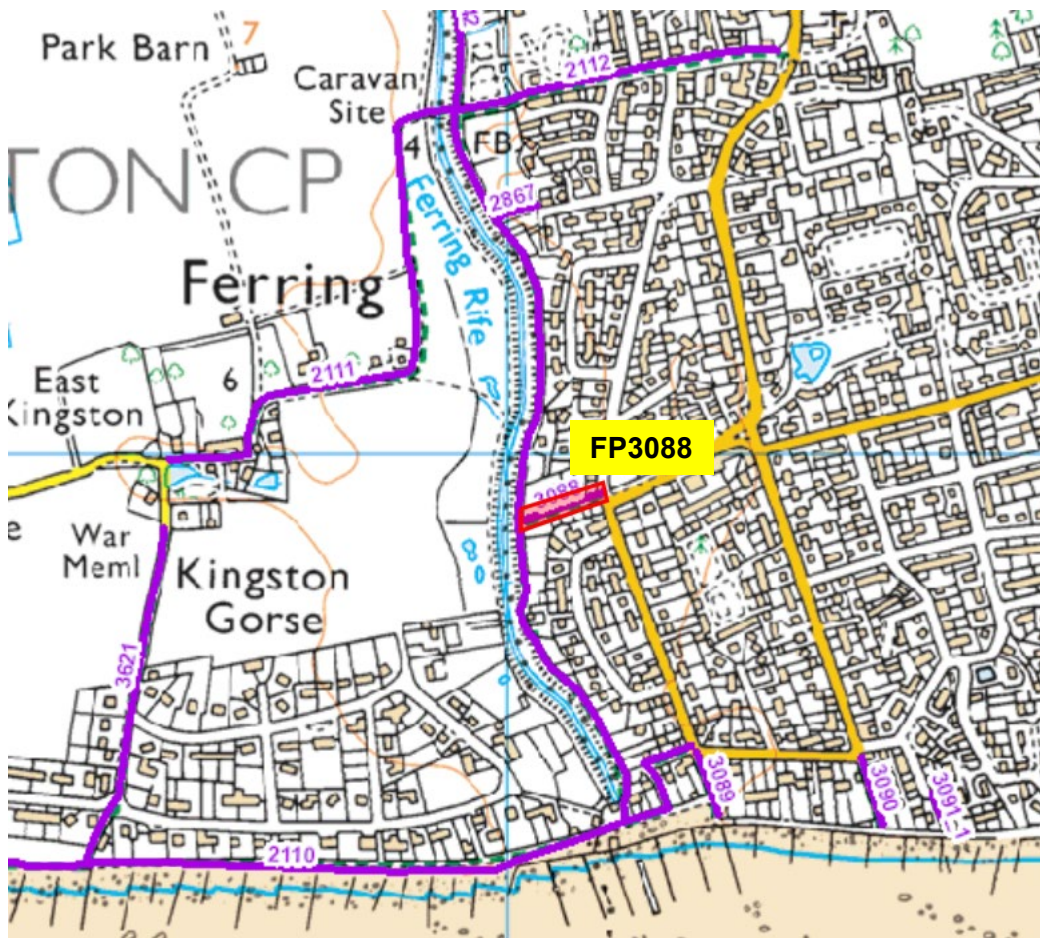 Park Barn
7
2112
Caravan
Site
4
FB
TON CP
2867
Ferring Rife
Ferring
2111
6
East
Kingston
FP3088
3088
War
Meml
e
Kingston
Gorse
3621
3089
3090
3091-1
2110